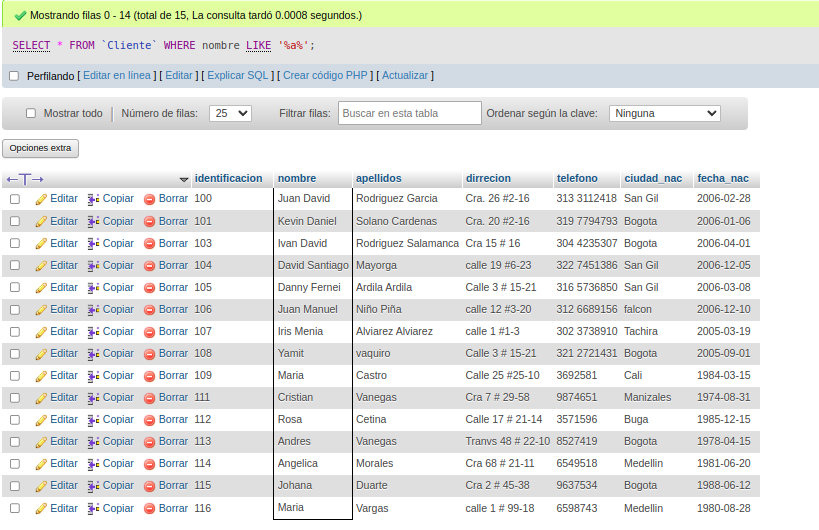 Mostrando filas 0 - 14 (total de 15, La consulta tardó 0.0008 segundos.)
SELECT * FROM `Cliente` WHERE nombre LIKE '%a%';
Perfilando [ Editar en línea ] [ Editar ] [ Explicar SQL ] [ Crear código PHP ] [ Actualizar ]
Mostrar todo Número de filas: 25 Filtrar filas: Buscar en esta tabla Ordenar según la clave: Ninguna
Opciones extra
←T→ identificacion nombre apellidos dirrecion telefono ciudad_nac fecha_nac
Editar Copiar Borrar 100 Juan David Rodriguez Garcia Cra. 26 #2-16 313 3112418 San Gil 2006-02-28
Editar Copiar Borrar 101 Kevin Daniel Solano Cardenas Cra. 20 #2-16 319 7794793 Bogota 2006-01-06
Editar Copiar Borrar 103 Ivan David Rodriguez Salamanca Cra 15 # 16 304 4235307 Bogota 2006-04-01
Editar Copiar Borrar 104 David Santiago Mayorga calle 19 #6-23 322 7451386 San Gil 2006-12-05
Editar Copiar Borrar 105 Danny Fernei Ardila Ardila Calle 3 # 15-21 316 5736850 San Gil 2006-03-08
Editar Copiar Borrar 106 Juan Manuel Niño Piña calle 12 #3-20 312 6689156 falcon 2006-12-10
Editar Copiar Borrar 107 Iris Menia Alviarez Alviarez calle 1 #1-3 302 3738910 Tachira 2005-03-19
Editar Copiar Borrar 108 Yamit vaquiro Calle 3 # 15-21 321 2721431 Bogota 2005-09-01
Editar Copiar Borrar 109 Maria Castro Calle 25 #25-10 3692581 Cali 1984-03-15
Editar Copiar Borrar 111 Cristian Vanegas Cra 7 # 29-58 9874651 Manizales 1974-08-31
Editar Copiar Borrar 112 Rosa Cetina Calle 17 # 21-14 3571596 Buga 1985-12-15
Editar Copiar Borrar 113 Andres Vanegas Tranvs 48 # 22-10 8527419 Bogota 1978-04-15
Editar Copiar Borrar 114 Angelica Morales Cra 68 # 21-11 6549518 Medellin 1981-06-20
Editar Copiar Borrar 115 Johana Duarte Cra 2 # 45-38 9637534 Bogota 1988-06-12
Editar Copiar Borrar 116 Maria Vargas calle 1 # 99-18 6598743 Medellin 1980-08-28